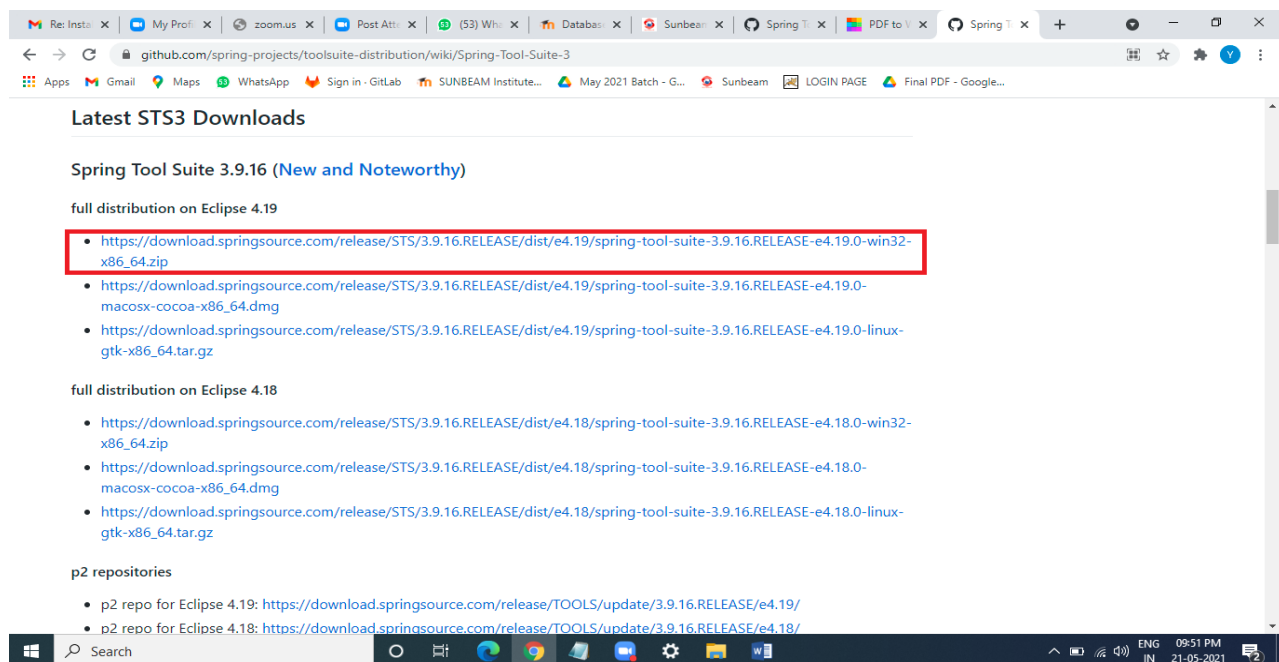 Re: Insta
My Profi
zoom.us
Post Atte
(53) Wha
Databas
Sunbean
Spring T
PDF to V
Spring T
github.com/spring-projects/toolsuite-distribution/wiki/Spring-Tool-Suite-3
Y
Apps
Gmail
Maps
WhatsApp
Sign in · GitLab
SUNBEAM Institute...
May 2021 Batch - G...
Sunbeam
LOGIN PAGE
Final PDF - Google...
Latest STS3 Downloads
Spring Tool Suite 3.9.16 (New and Noteworthy)
full distribution on Eclipse 4.19
https://download.springsource.com/release/STS/3.9.16.RELEASE/dist/e4.19/spring-tool-suite-3.9.16.RELEASE-e4.19.0-win32-
x86_64.zip
https://download.springsource.com/release/STS/3.9.16.RELEASE/dist/e4.19/spring-tool-suite-3.9.16.RELEASE-e4.19.0-
macosx-cocoa-x86_64.dmg
https://download.springsource.com/release/STS/3.9.16.RELEASE/dist/e4.19/spring-tool-suite-3.9.16.RELEASE-e4.19.0-linux-
gtk-x86_64.tar.gz
full distribution on Eclipse 4.18
https://download.springsource.com/release/STS/3.9.16.RELEASE/dist/e4.18/spring-tool-suite-3.9.16.RELEASE-e4.18.0-win32-
x86_64.zip
https://download.springsource.com/release/STS/3.9.16.RELEASE/dist/e4.18/spring-tool-suite-3.9.16.RELEASE-e4.18.0-
macosx-cocoa-x86_64.dmg
https://download.springsource.com/release/STS/3.9.16.RELEASE/dist/e4.18/spring-tool-suite-3.9.16.RELEASE-e4.18.0-linux-
gtk-x86_64.tar.gz
p2 repositories
p2 repo for Eclipse 4.19: https://download.springsource.com/release/TOOLS/update/3.9.16.RELEASE/e4.19/
p2 repo for Eclipse 4.18: https://download.springsource.com/release/TOOLS/update/3.9.16.RELEASE/e4.18/
Search
ENG
IN
09:51 PM
21-05-2021
2